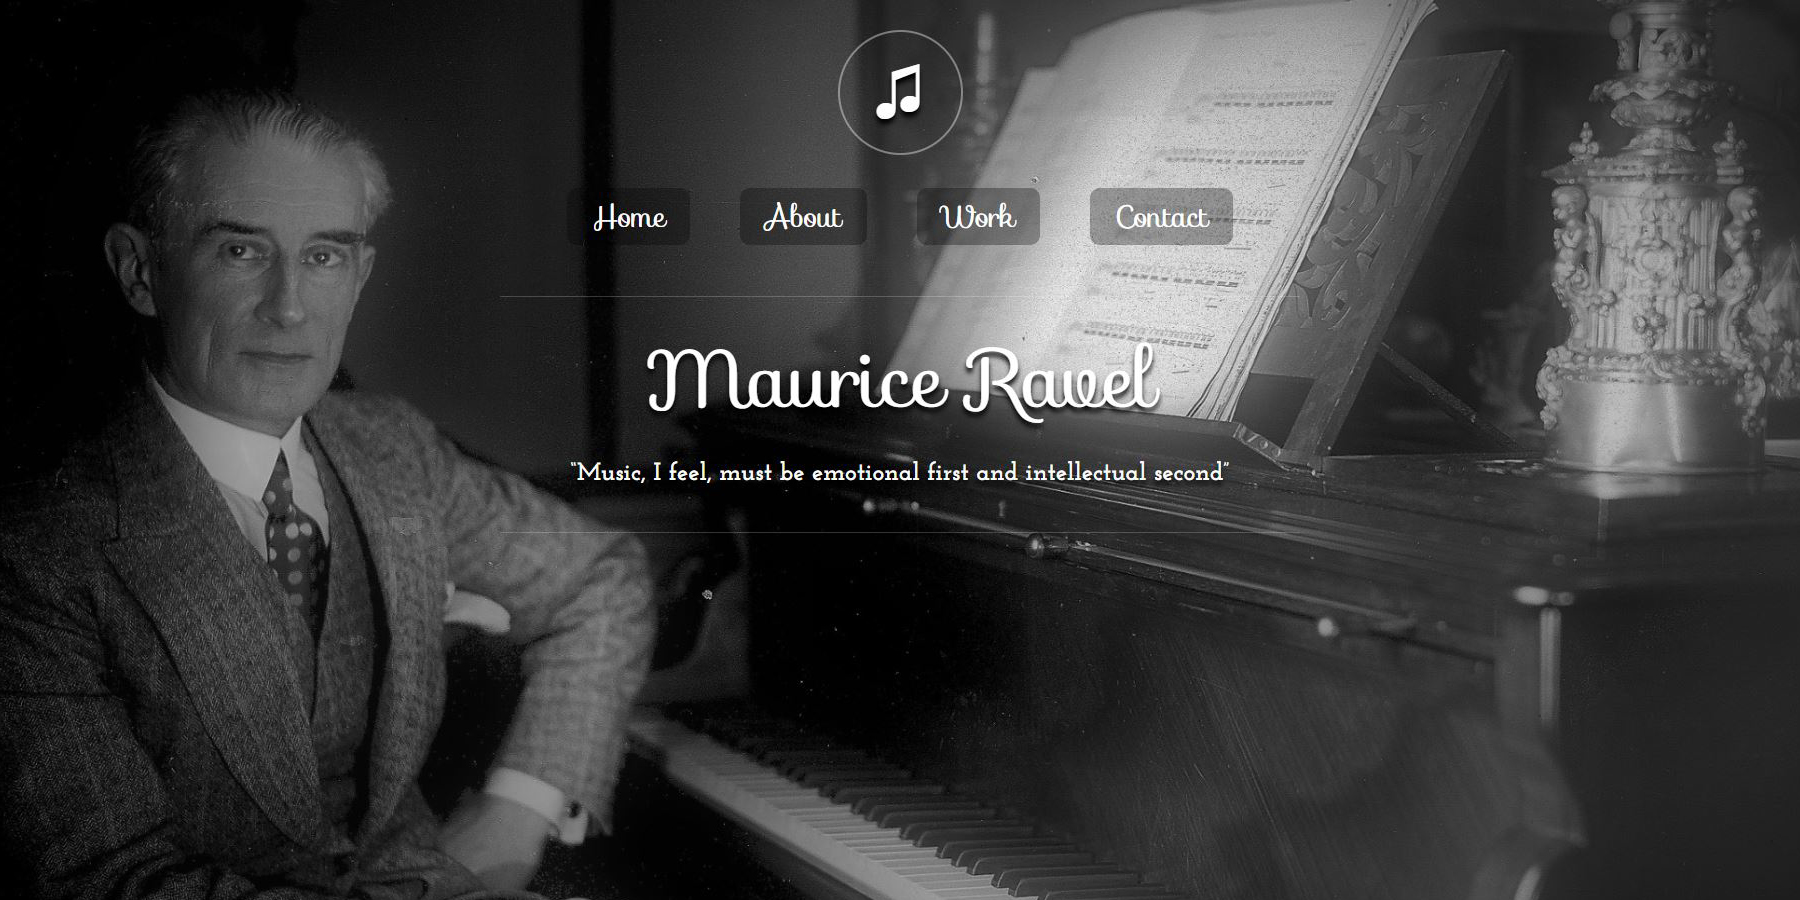 Home
About
Work
Contact
Maurice Ravel
“Music, I feel, must be emotional first and intellectual second”